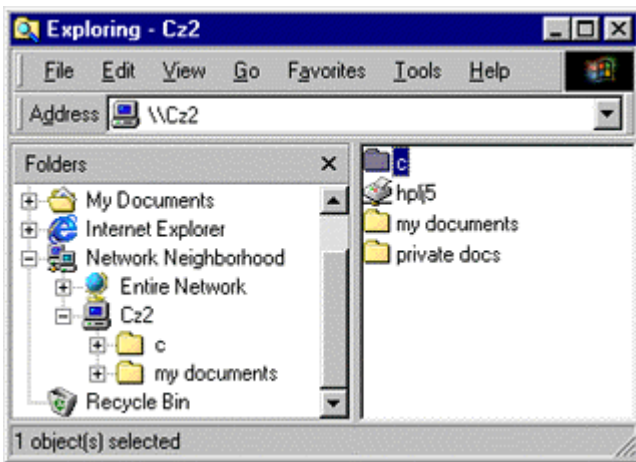 Exploring - Cz2
File Edit View Go Favorites Tools Help
Address \\Cz2
Folders
My Documents
Internet Explorer
Network Neighborhood
Entire Network
Cz2
c
my documents
Recycle Bin
c
hplj5
my documents
private docs
1 object(s) selected